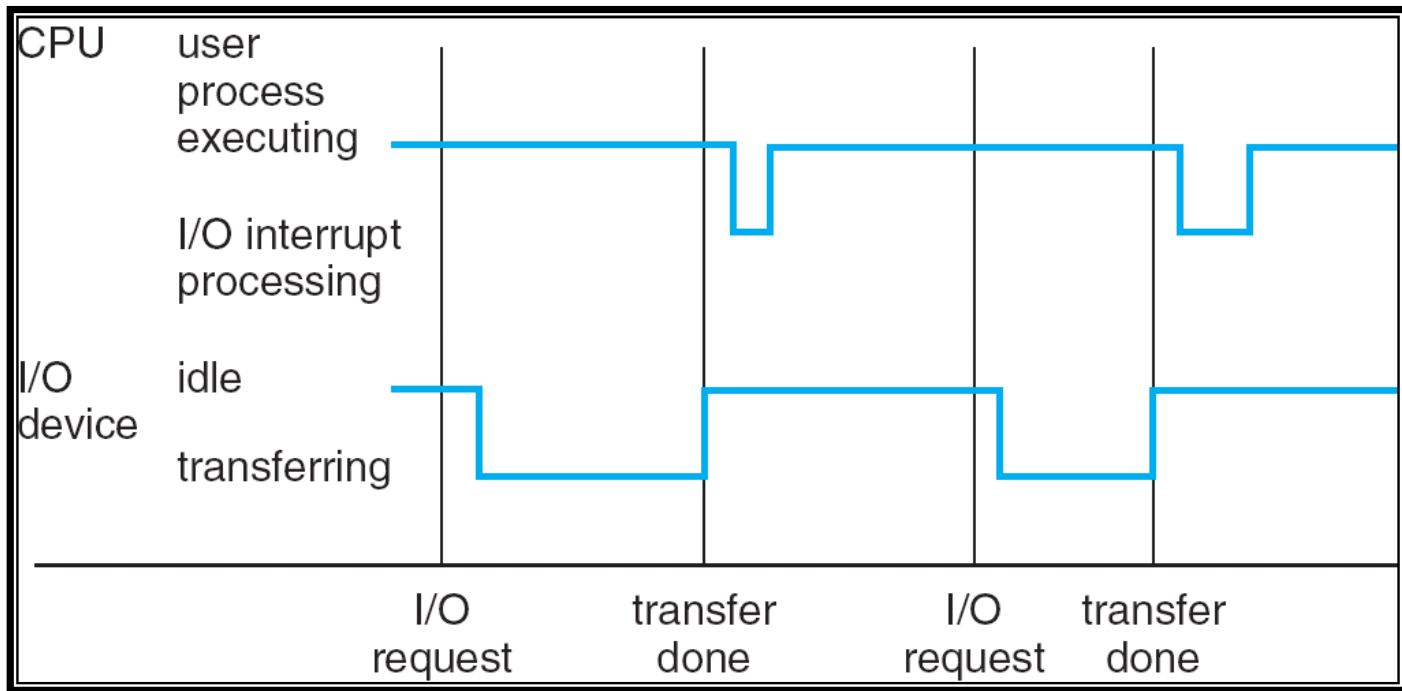 CPU user
process
executing
I/O interrupt
processing
I/O idle
device
transferring
I/O transfer I/O transfer
request done request done